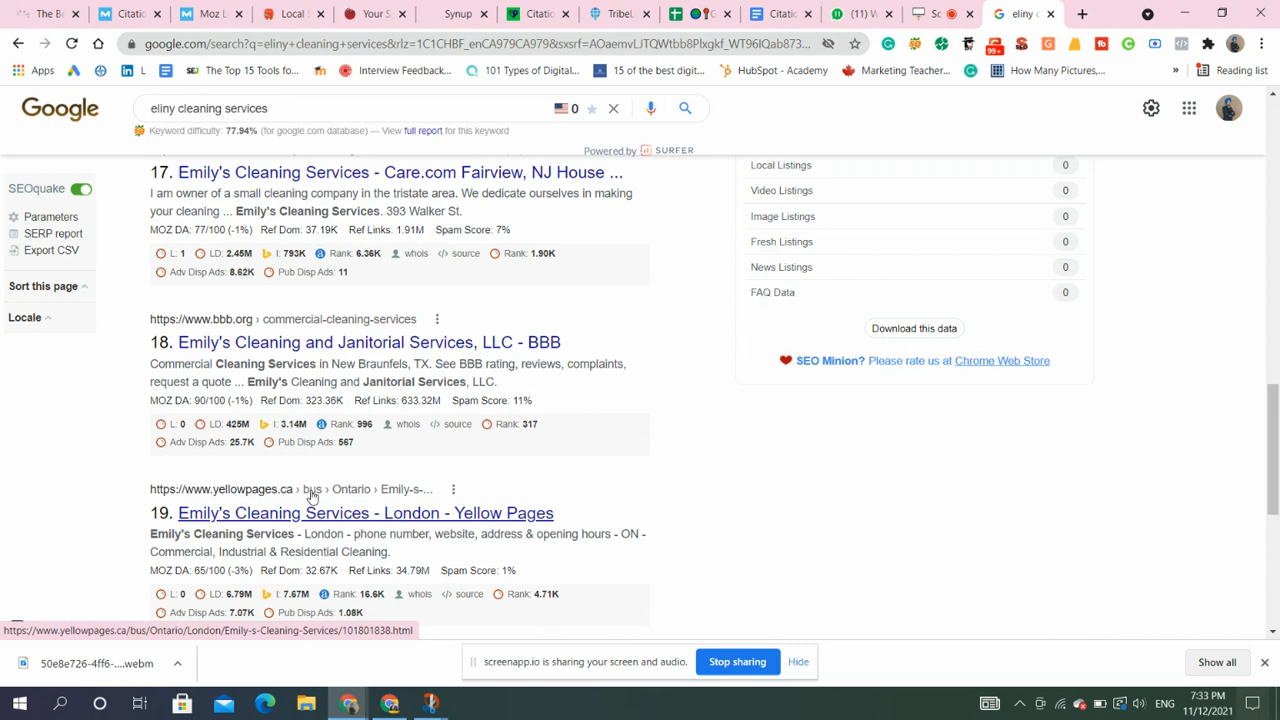 The Be
Citatio
Moz L
Local
Your S
Synup
Citatio
TribeL
G
Citatio
(11) W
Sc
eliny c
google.com/search?q=eliny+cleaning+services&rlz=1C1CHBF_enCA979CA979&sxsrf=AOaemvLJTQWtbb8Plxgkf_WT96IQab873...
99+
Apps
L
The Top 15 Tools fo...
Interview Feedback...
101 Types of Digital...
15 of the best digit...
HubSpot - Academy
Marketing Teacher...
How Many Pictures,...
»
Reading list
Google
eliny cleaning services
0
Keyword difficulty: 77.94% (for google.com database) — View full report for this keyword
Powered by SURFER
SEOquake
Parameters
SERP report
Export CSV
Sort this page
Locale
17. Emily's Cleaning Services - Care.com Fairview, NJ House ...
I am owner of a small cleaning company in the tristate area. We dedicate ourselves in making
your cleaning ... Emily's Cleaning Services. 393 Walker St.
MOZ DA: 77/100 (-1%) Ref Dom: 37.19K Ref Links: 1.91M Spam Score: 7%
L: 1 LD: 2.45M I: 793K Rank: 6.36K whois source Rank: 1.90K
Adv Disp Ads: 8.62K Pub Disp Ads: 11
https://www.bbb.org › commercial-cleaning-services
18. Emily's Cleaning and Janitorial Services, LLC - BBB
Commercial Cleaning Services in New Braunfels, TX. See BBB rating, reviews, complaints,
request a quote ... Emily's Cleaning and Janitorial Services, LLC.
MOZ DA: 90/100 (-1%) Ref Dom: 323.36K Ref Links: 633.32M Spam Score: 11%
L: 0 LD: 425M I: 3.14M Rank: 996 whois source Rank: 317
Adv Disp Ads: 25.7K Pub Disp Ads: 567
https://www.yellowpages.ca › bus › Ontario › Emily-s-...
19. Emily's Cleaning Services - London - Yellow Pages
Emily's Cleaning Services - London - phone number, website, address & opening hours - ON -
Commercial, Industrial & Residential Cleaning.
MOZ DA: 65/100 (-3%) Ref Dom: 32.67K Ref Links: 34.79M Spam Score: 1%
L: 0 LD: 6.79M I: 7.67M Rank: 16.6K whois source Rank: 4.71K
Adv Disp Ads: 7.07K Pub Disp Ads: 1.08K
Local Listings 0
Video Listings 0
Image Listings 0
Fresh Listings 0
News Listings 0
FAQ Data 0
Download this data
SEO Minion? Please rate us at Chrome Web Store
https://www.yellowpages.ca/bus/Ontario/London/Emily-s-Cleaning-Services/101801838.html
50e8e726-4ff6-....webm
screenapp.io is sharing your screen and audio.
Stop sharing
Hide
Show all
ENG
7:33 PM
11/12/2021